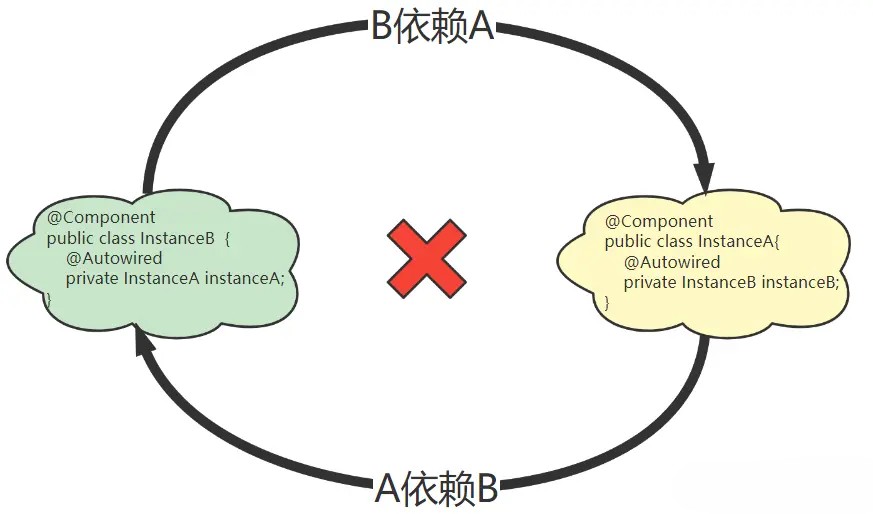 B依赖A
@Component
public class InstanceB {
@Autowired
private InstanceA instanceA;
}
@Component
public class InstanceA{
@Autowired
private InstanceB instanceB;
}
A依赖B